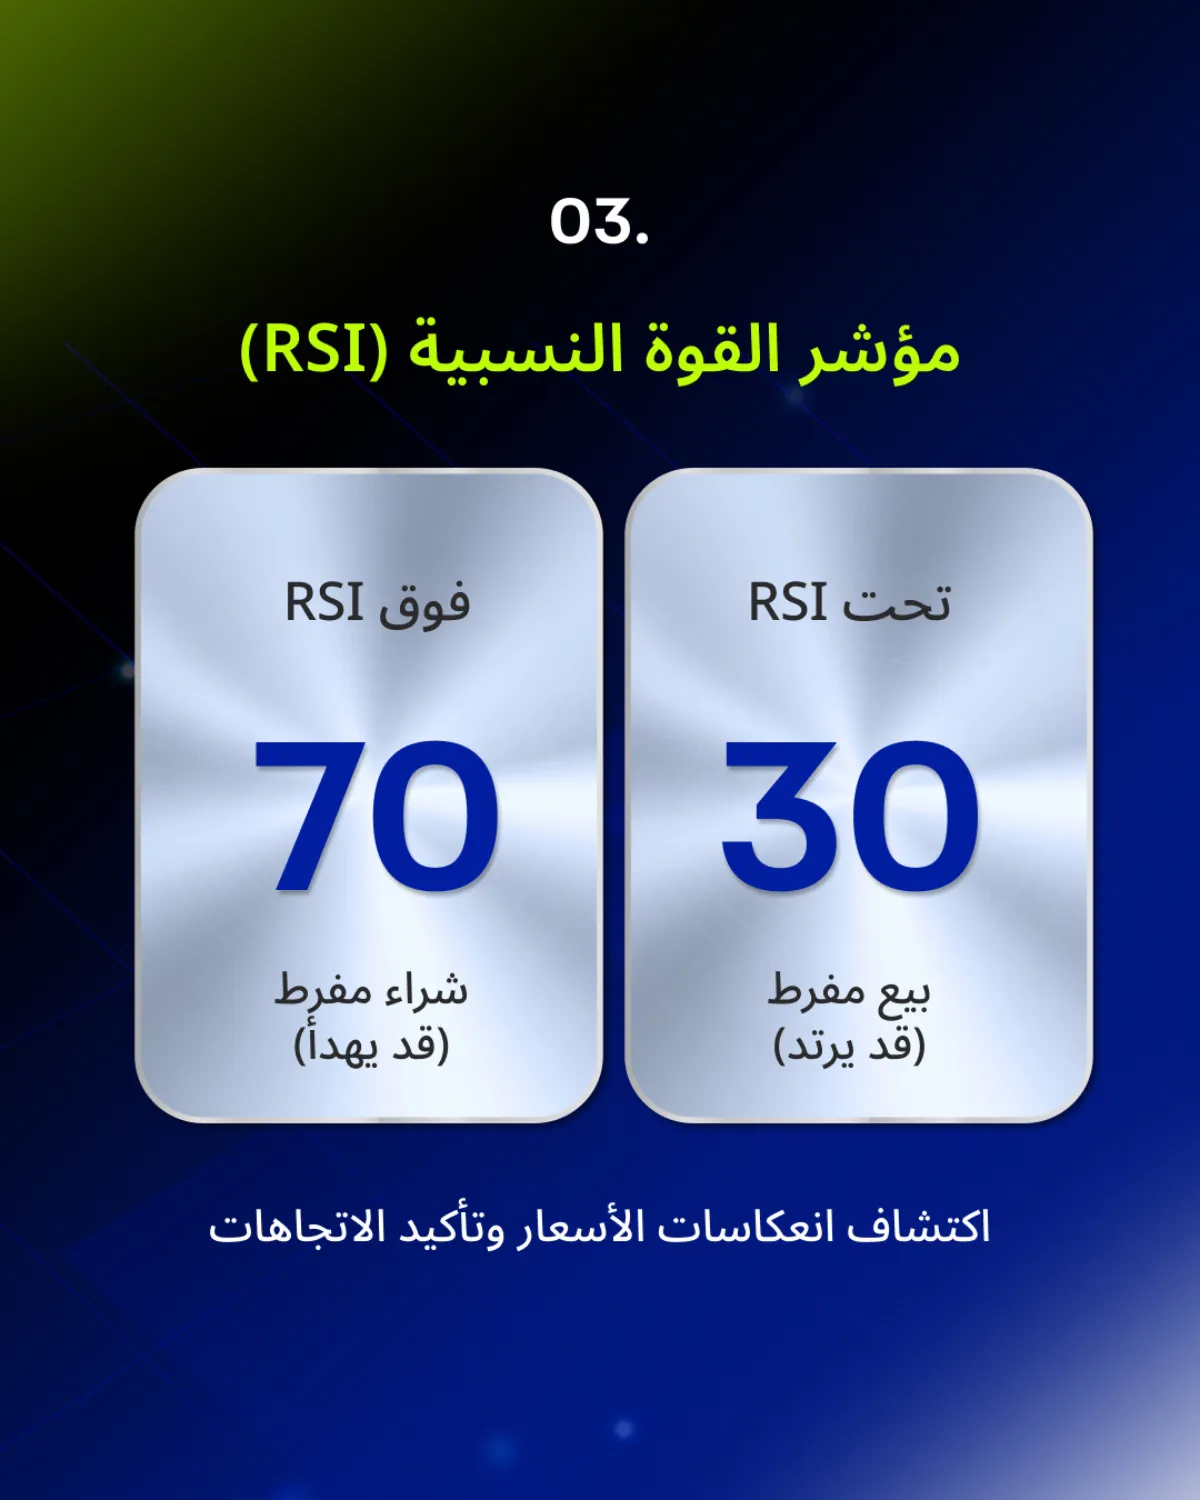 03.
مؤشر القوة النسبية (RSI)
تحت RSI
30
بيع مفرط
(قد يرتد)
فوق RSI
70
شراء مفرط
(قد يهدأ)
اكتشاف انعكاسات الأسعار وتأكيد الاتجاهات